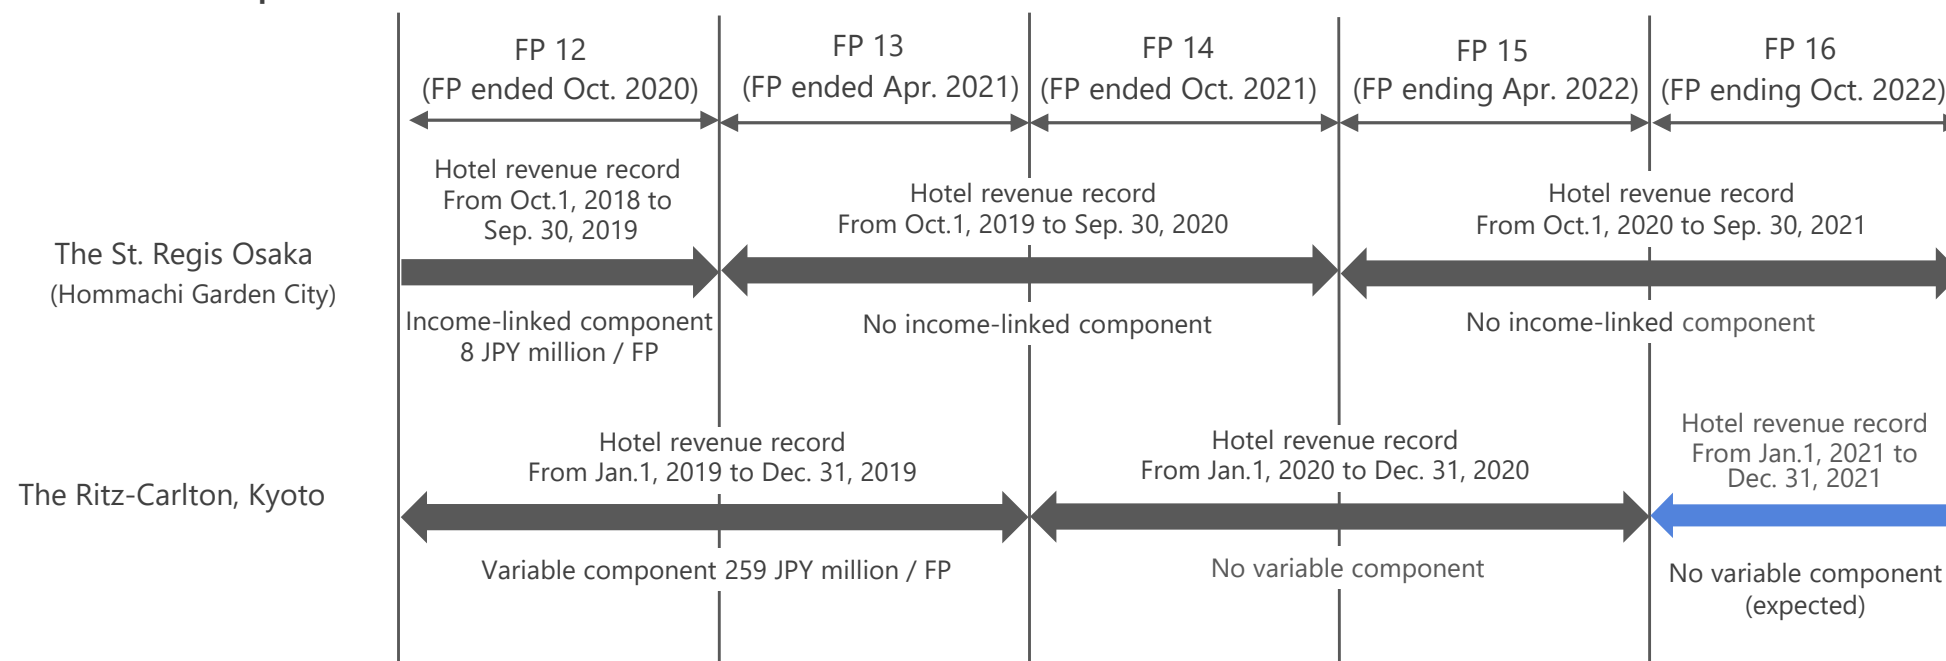 FP 12
(FP ended Oct. 2020)
FP 13
(FP ended Apr. 2021)
FP 14
(FP ended Oct. 2021)
FP 15
(FP ending Apr. 2022)
FP 16
(FP ending Oct. 2022)
The St. Regis Osaka
(Hommachi Garden City)
Hotel revenue record
From Oct.1, 2018 to
Sep. 30, 2019
Income-linked component
8 JPY million / FP
Hotel revenue record
From Oct.1, 2019 to Sep. 30, 2020
No income-linked component
Hotel revenue record
From Oct.1, 2020 to Sep. 30, 2021
No income-linked component
The Ritz-Carlton, Kyoto
Hotel revenue record
From Jan.1, 2019 to Dec. 31, 2019
Variable component 259 JPY million / FP
Hotel revenue record
From Jan.1, 2020 to Dec. 31, 2020
No variable component
Hotel revenue record
From Jan.1, 2021 to
Dec. 31, 2021
No variable component
(expected)